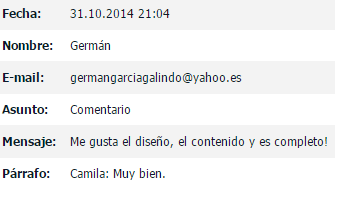 Fecha: 31.10.2014 21:04
Nombre: Germán
E-mail: germangarciagalindo@yahoo.es
Asunto: Comentario
Mensaje: Me gusta el diseño, el contenido y es completo!
Párrafo: Camila: Muy bien.